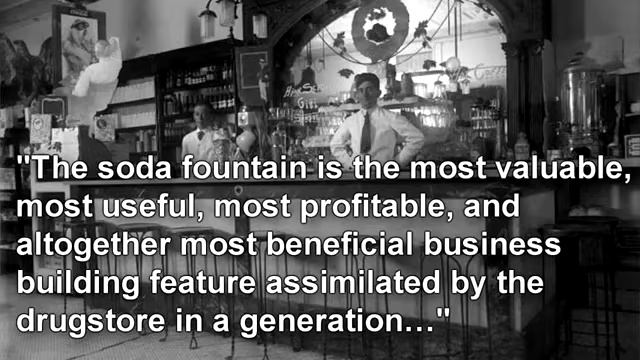 "The soda fountain is the most valuable,
most useful, most profitable, and
altogether most beneficial business
building feature assimilated by the
drugstore in a generation…"